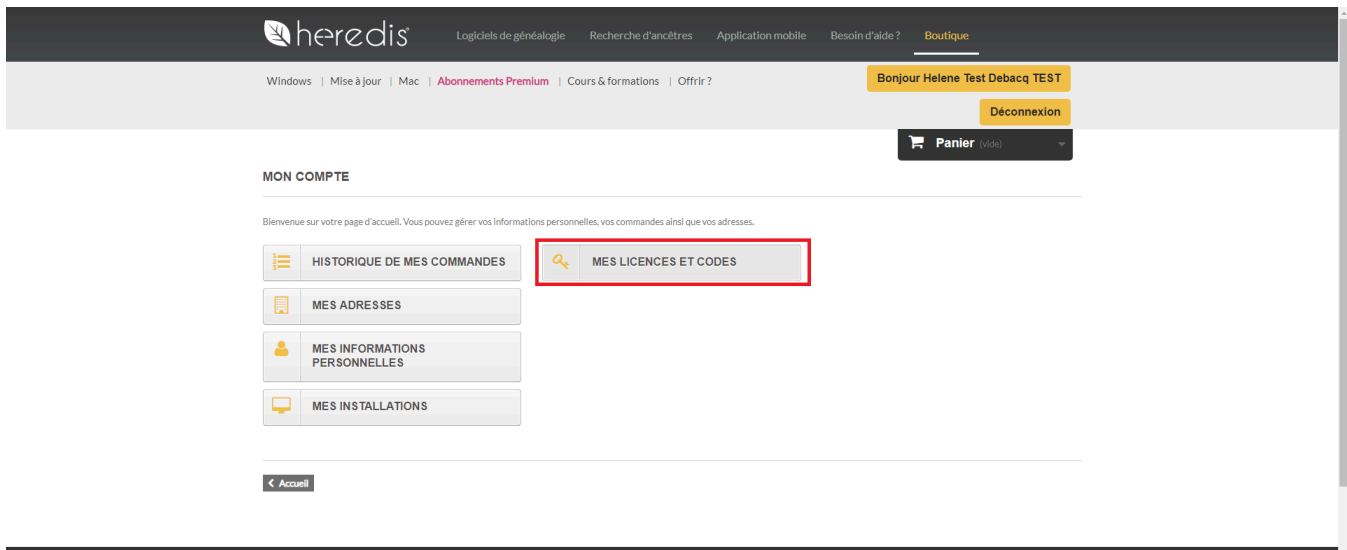 heredis
Logiciels de généalogie Recherche d'ancêtres Application mobile Besoin d'aide ? Boutique
Windows | Mise à jour | Mac | Abonnements Premium | Cours & formations | Offrir ?
Bonjour Helene Test Debacq TEST
Déconnexion
Panier (vide)
MON COMPTE
Bienvenue sur votre page d'accueil. Vous pouvez gérer vos informations personnelles, vos commandes ainsi que vos adresses.
HISTORIQUE DE MES COMMANDES
MES LICENCES ET CODES
MES ADRESSES
MES INFORMATIONS
PERSONNELLES
MES INSTALLATIONS
Accueil